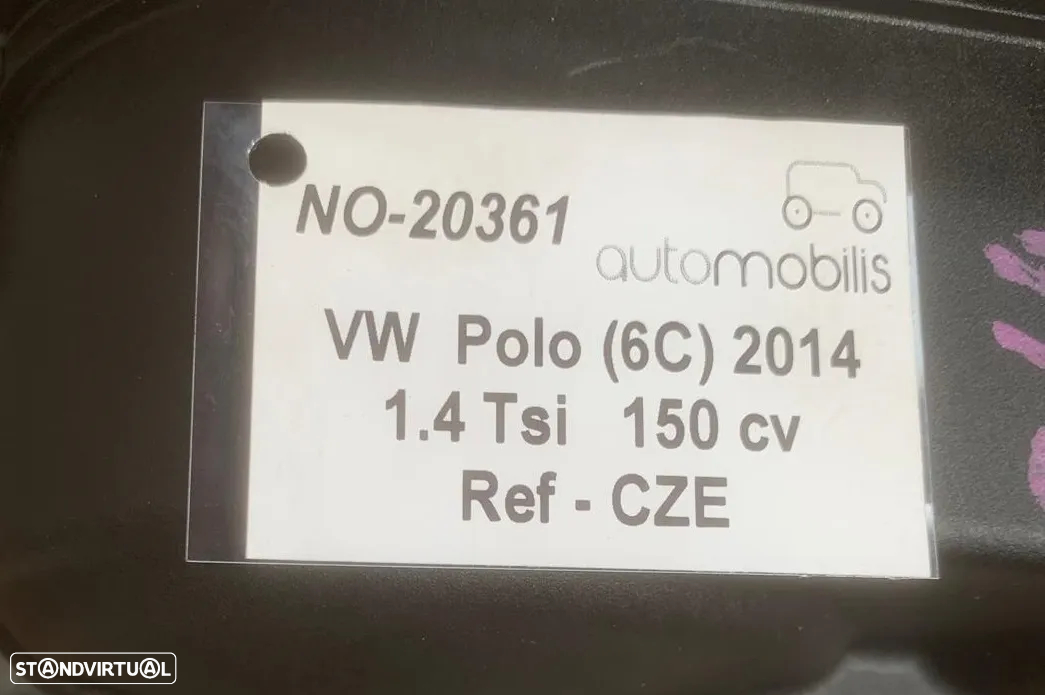 NO-20361
automobilis
VW Polo (6C) 2014
1.4 Tsi 150 cv
Ref - CZE
STANDVIRTUAL